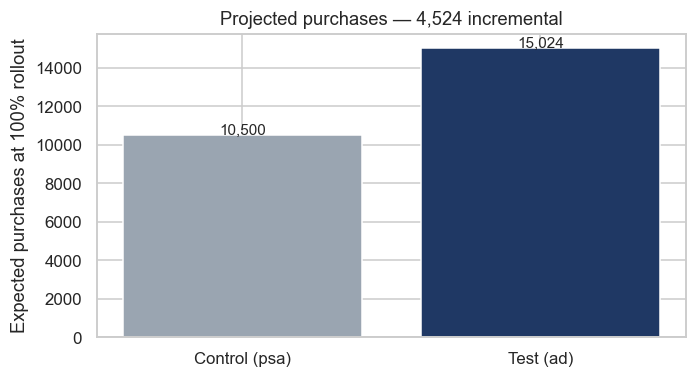 Projected purchases — 4,524 incremental
Expected purchases at 100% rollout
14000
12000
10000
8000
6000
4000
2000
0
10,500
15,024
Control (psa)
Test (ad)